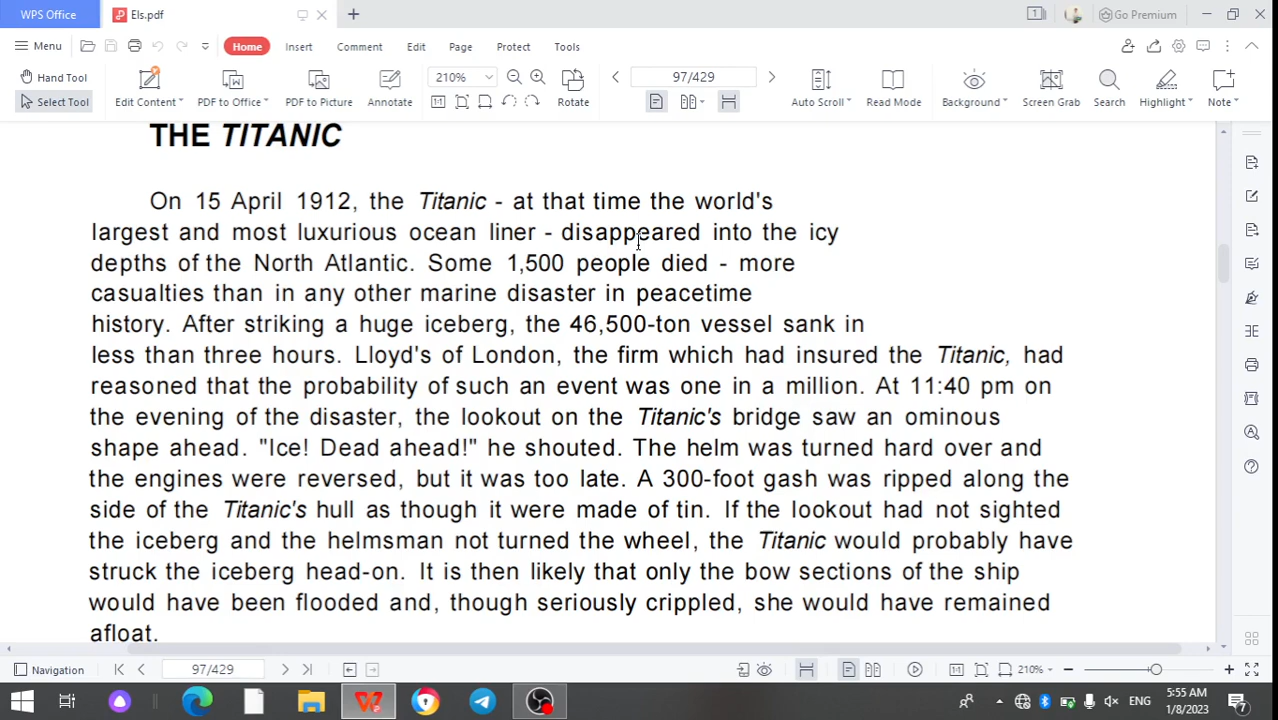 WPS Office
Els.pdf
1
Go Premium
Menu
Home
Insert
Comment
Edit
Page
Protect
Tools
Hand Tool
Select Tool
Edit Content
PDF to Office
PDF to Picture
Annotate
210%
97/429
Rotate
Auto Scroll
Read Mode
Background
Screen Grab
Search
Highlight
Note
THE TITANIC
On 15 April 1912, the Titanic - at that time the world's
largest and most luxurious ocean liner - disappeared into the icy
depths of the North Atlantic. Some 1,500 people died - more
casualties than in any other marine disaster in peacetime
history. After striking a huge iceberg, the 46,500-ton vessel sank in
less than three hours. Lloyd's of London, the firm which had insured the Titanic, had
reasoned that the probability of such an event was one in a million. At 11:40 pm on
the evening of the disaster, the lookout on the Titanic's bridge saw an ominous
shape ahead. "Ice! Dead ahead!" he shouted. The helm was turned hard over and
the engines were reversed, but it was too late. A 300-foot gash was ripped along the
side of the Titanic's hull as though it were made of tin. If the lookout had not sighted
the iceberg and the helmsman not turned the wheel, the Titanic would probably have
struck the iceberg head-on. It is then likely that only the bow sections of the ship
would have been flooded and, though seriously crippled, she would have remained
afloat.
Navigation
97/429
210%
ENG
5:55 AM
1/8/2023
7